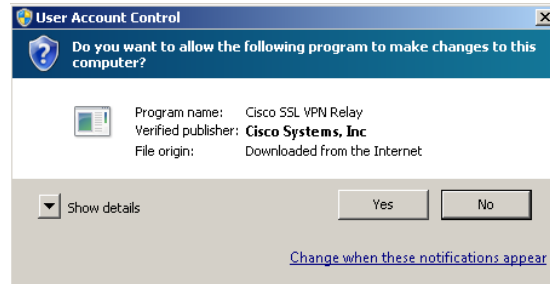 User Account Control
Do you want to allow the following program to make changes to this
computer?
Program name: Cisco SSL VPN Relay
Verified publisher: Cisco Systems, Inc
File origin: Downloaded from the Internet
Show details
Yes
No
Change when these notifications appear